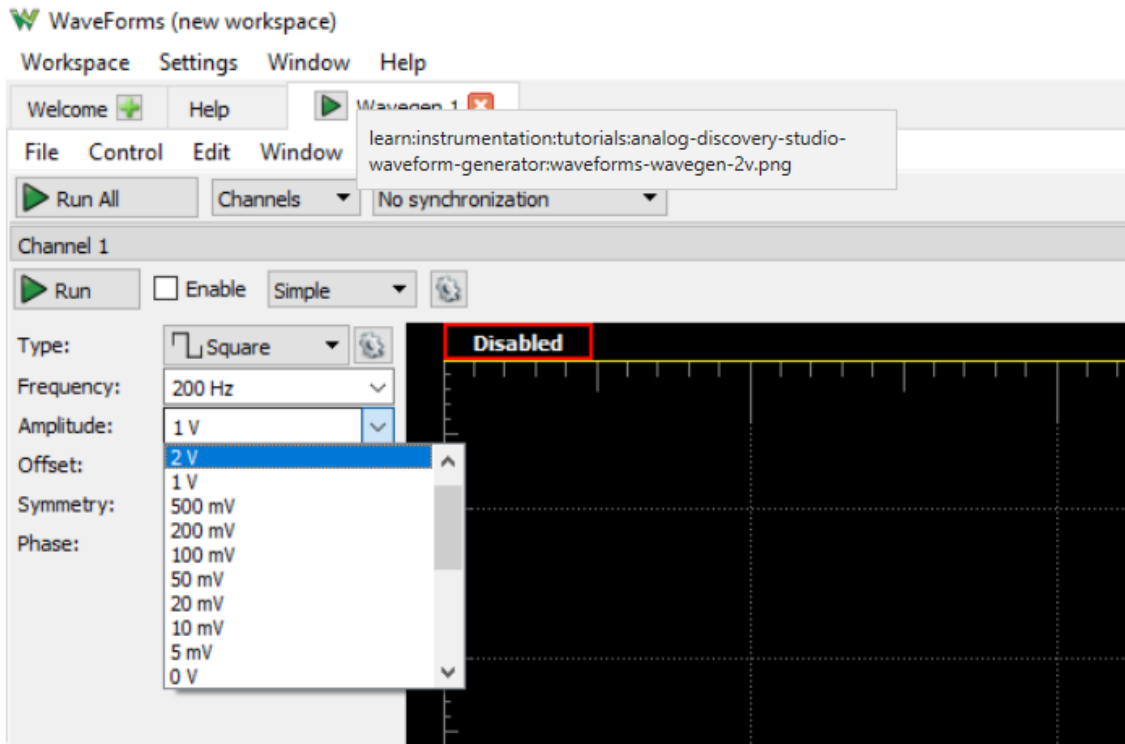 WaveForms (new workspace)
Workspace Settings Window Help
Welcome Help Wavegen 1
learn:instrumentation:tutorials:analog-discovery-studio-
waveform-generator:waveforms-wavegen-2v.png
File Control Edit Window
Run All Channels No synchronization
Channel 1
Run Enable Simple
Type: Square
Disabled
Frequency: 200 Hz
Amplitude: 1 V
Offset:
Symmetry:
Phase:
2 V
1 V
500 mV
200 mV
100 mV
50 mV
20 mV
10 mV
5 mV
0 V